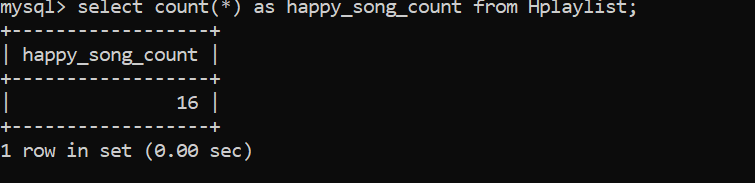 mysql> select count(*) as happy_song_count from Hplaylist;
+------------------+
| happy_song_count |
+------------------+
|               16 |
+------------------+
1 row in set (0.00 sec)